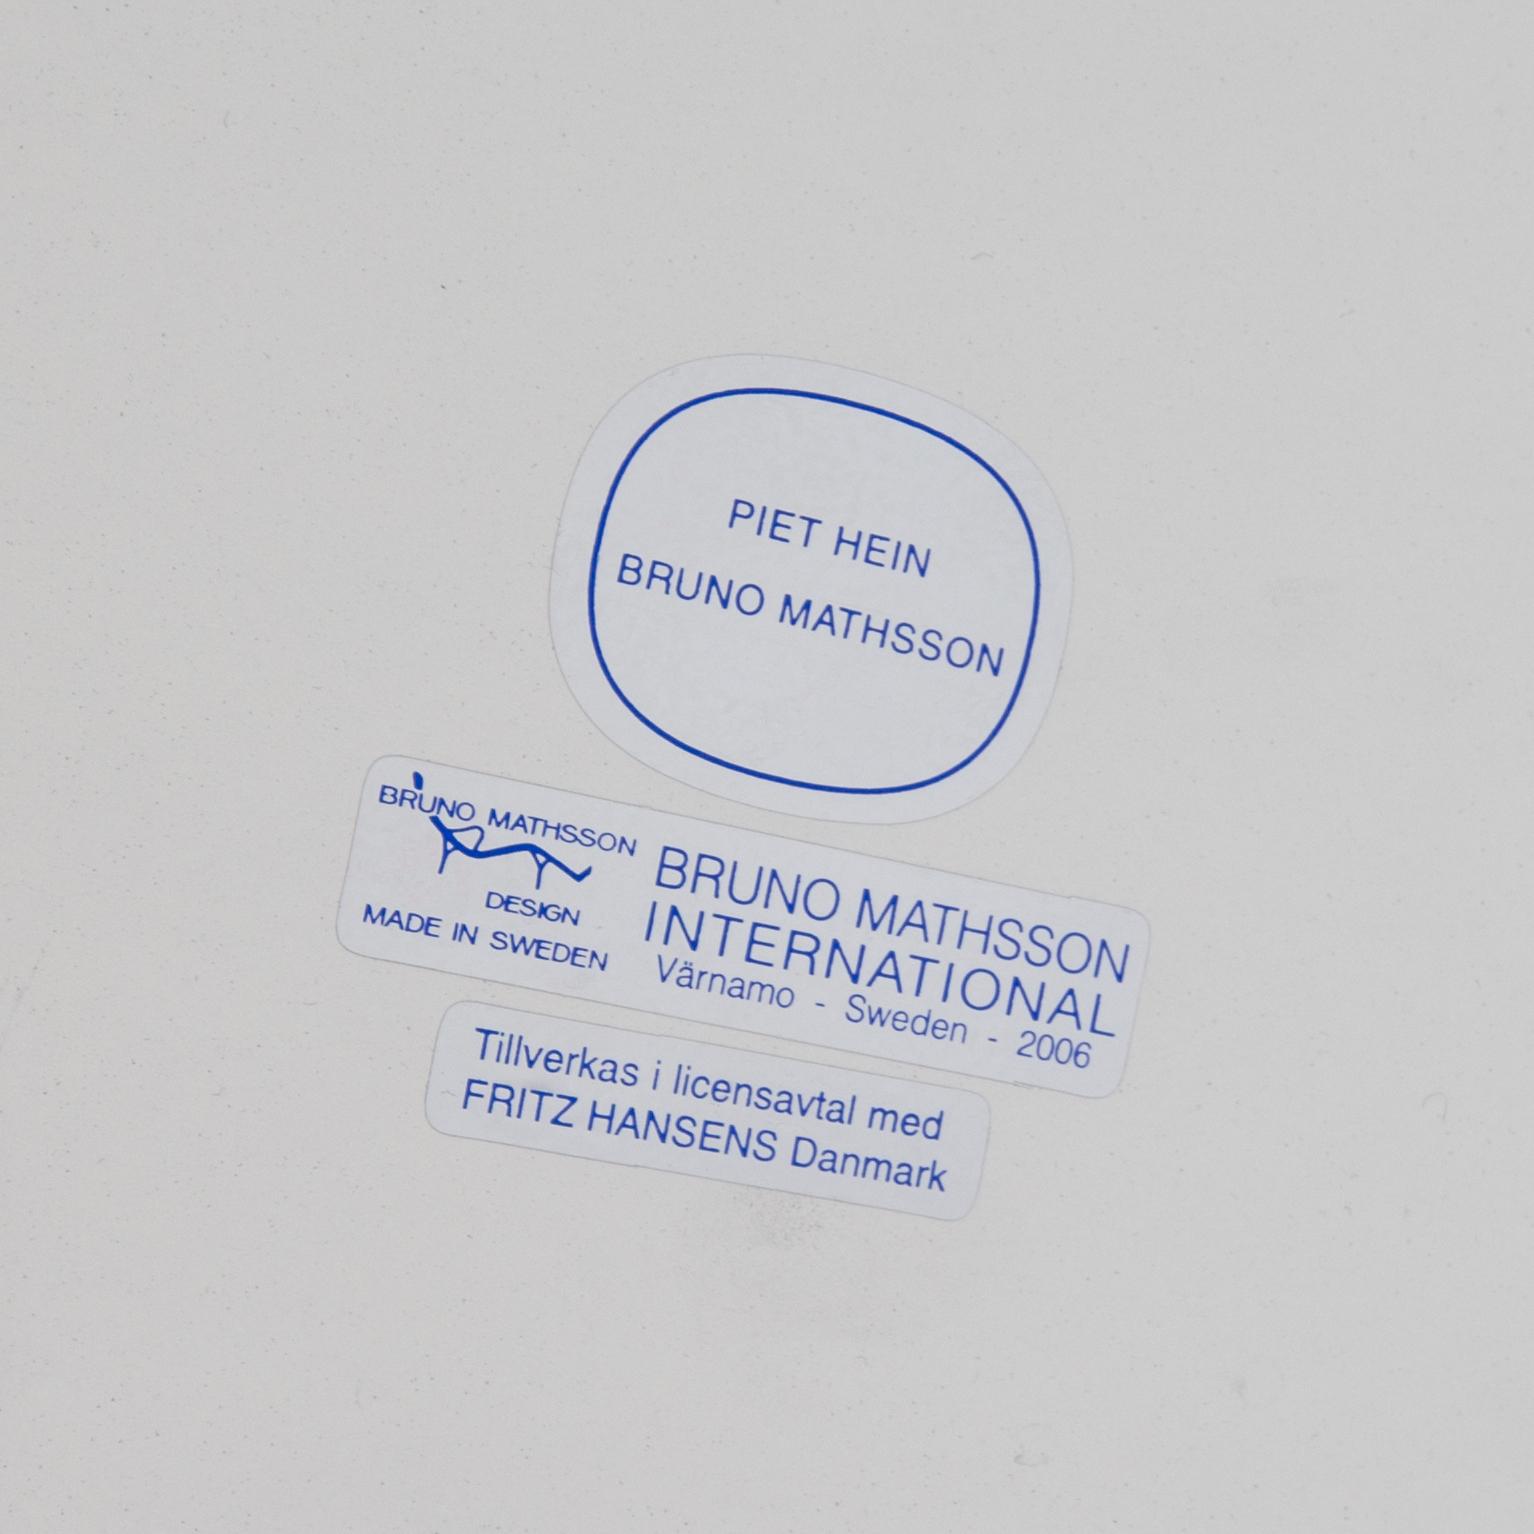 PIET HEIN
BRUNO MATHSSON
BRUNO MATHSSON
DESIGN
MADE IN SWEDEN
BRUNO MATHSSON
INTERNATIONAL
Värnamo - Sweden - 2006
Tillverkas i licensavtal med
FRITZ HANSENS Danmark